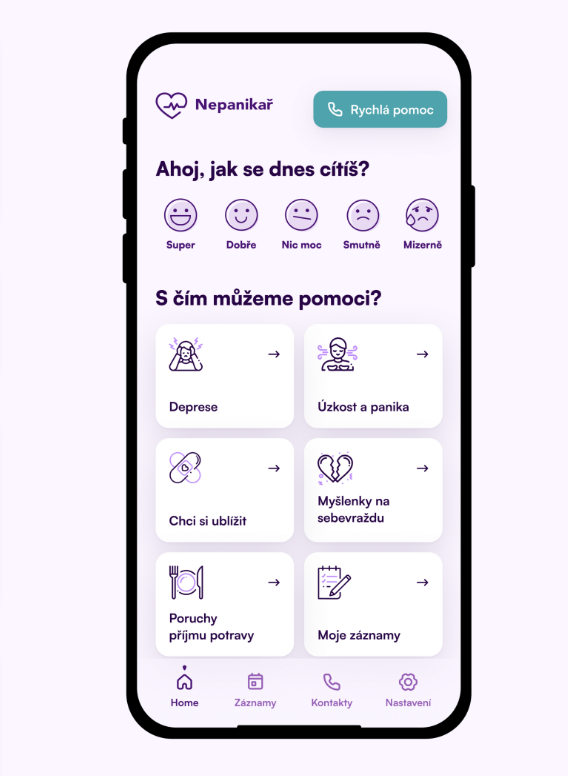 Nepanikař
Rychlá pomoc
Ahoj, jak se dnes cítíš?
Super
Dobře
Nic moc
Smutně
Mizerně
S čím můžeme pomoci?
Deprese
Úzkost a panika
Chci si ublížit
Myšlenky na
sebevraždu
Poruchy
příjmu potravy
Moje záznamy
Home
Záznamy
Kontakty
Nastavení